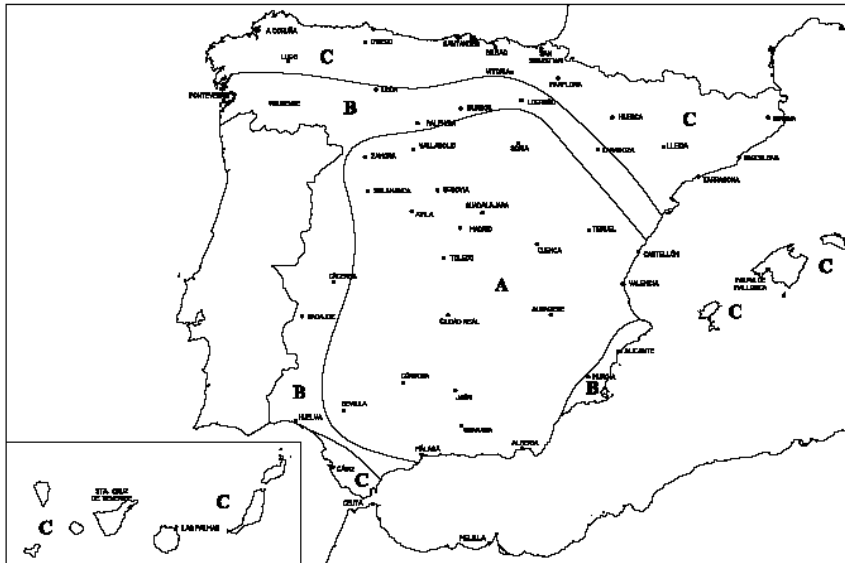 A CORUÑA
OVIEDO
SANTANDER
BILBAO
SAN
SEBASTIAN
LUGO
C
VITORIA
PAMPLONA
PONTEVEDRA
LEON
LOGROÑO
B
BURGOS
HUESCA
C
PALENCIA
ZARAGOZA
LLEIDA
BARCELONA
ZAMORA
VALLADOLID
SORIA
TARRAGONA
SALAMANCA
SEGOVIA
GUADALAJARA
AVILA
MADRID
TERUEL
CUENCA
TOLEDO
CASTELLÓN
C
CÁCERES
A
VALENCIA
PALMA DE
MALLORCA
BADAJOZ
CIUDAD REAL
ALBACETE
C
ALICANTE
CÓRDOBA
MURCIA
B
JAÉN
B
SEVILLA
HUELVA
GRANADA
MÁLAGA
ALMERIA
CÁDIZ
C
CEUTA
MELILLA
STA. CRUZ
DE TENERIFE
C
C
LAS PALMAS